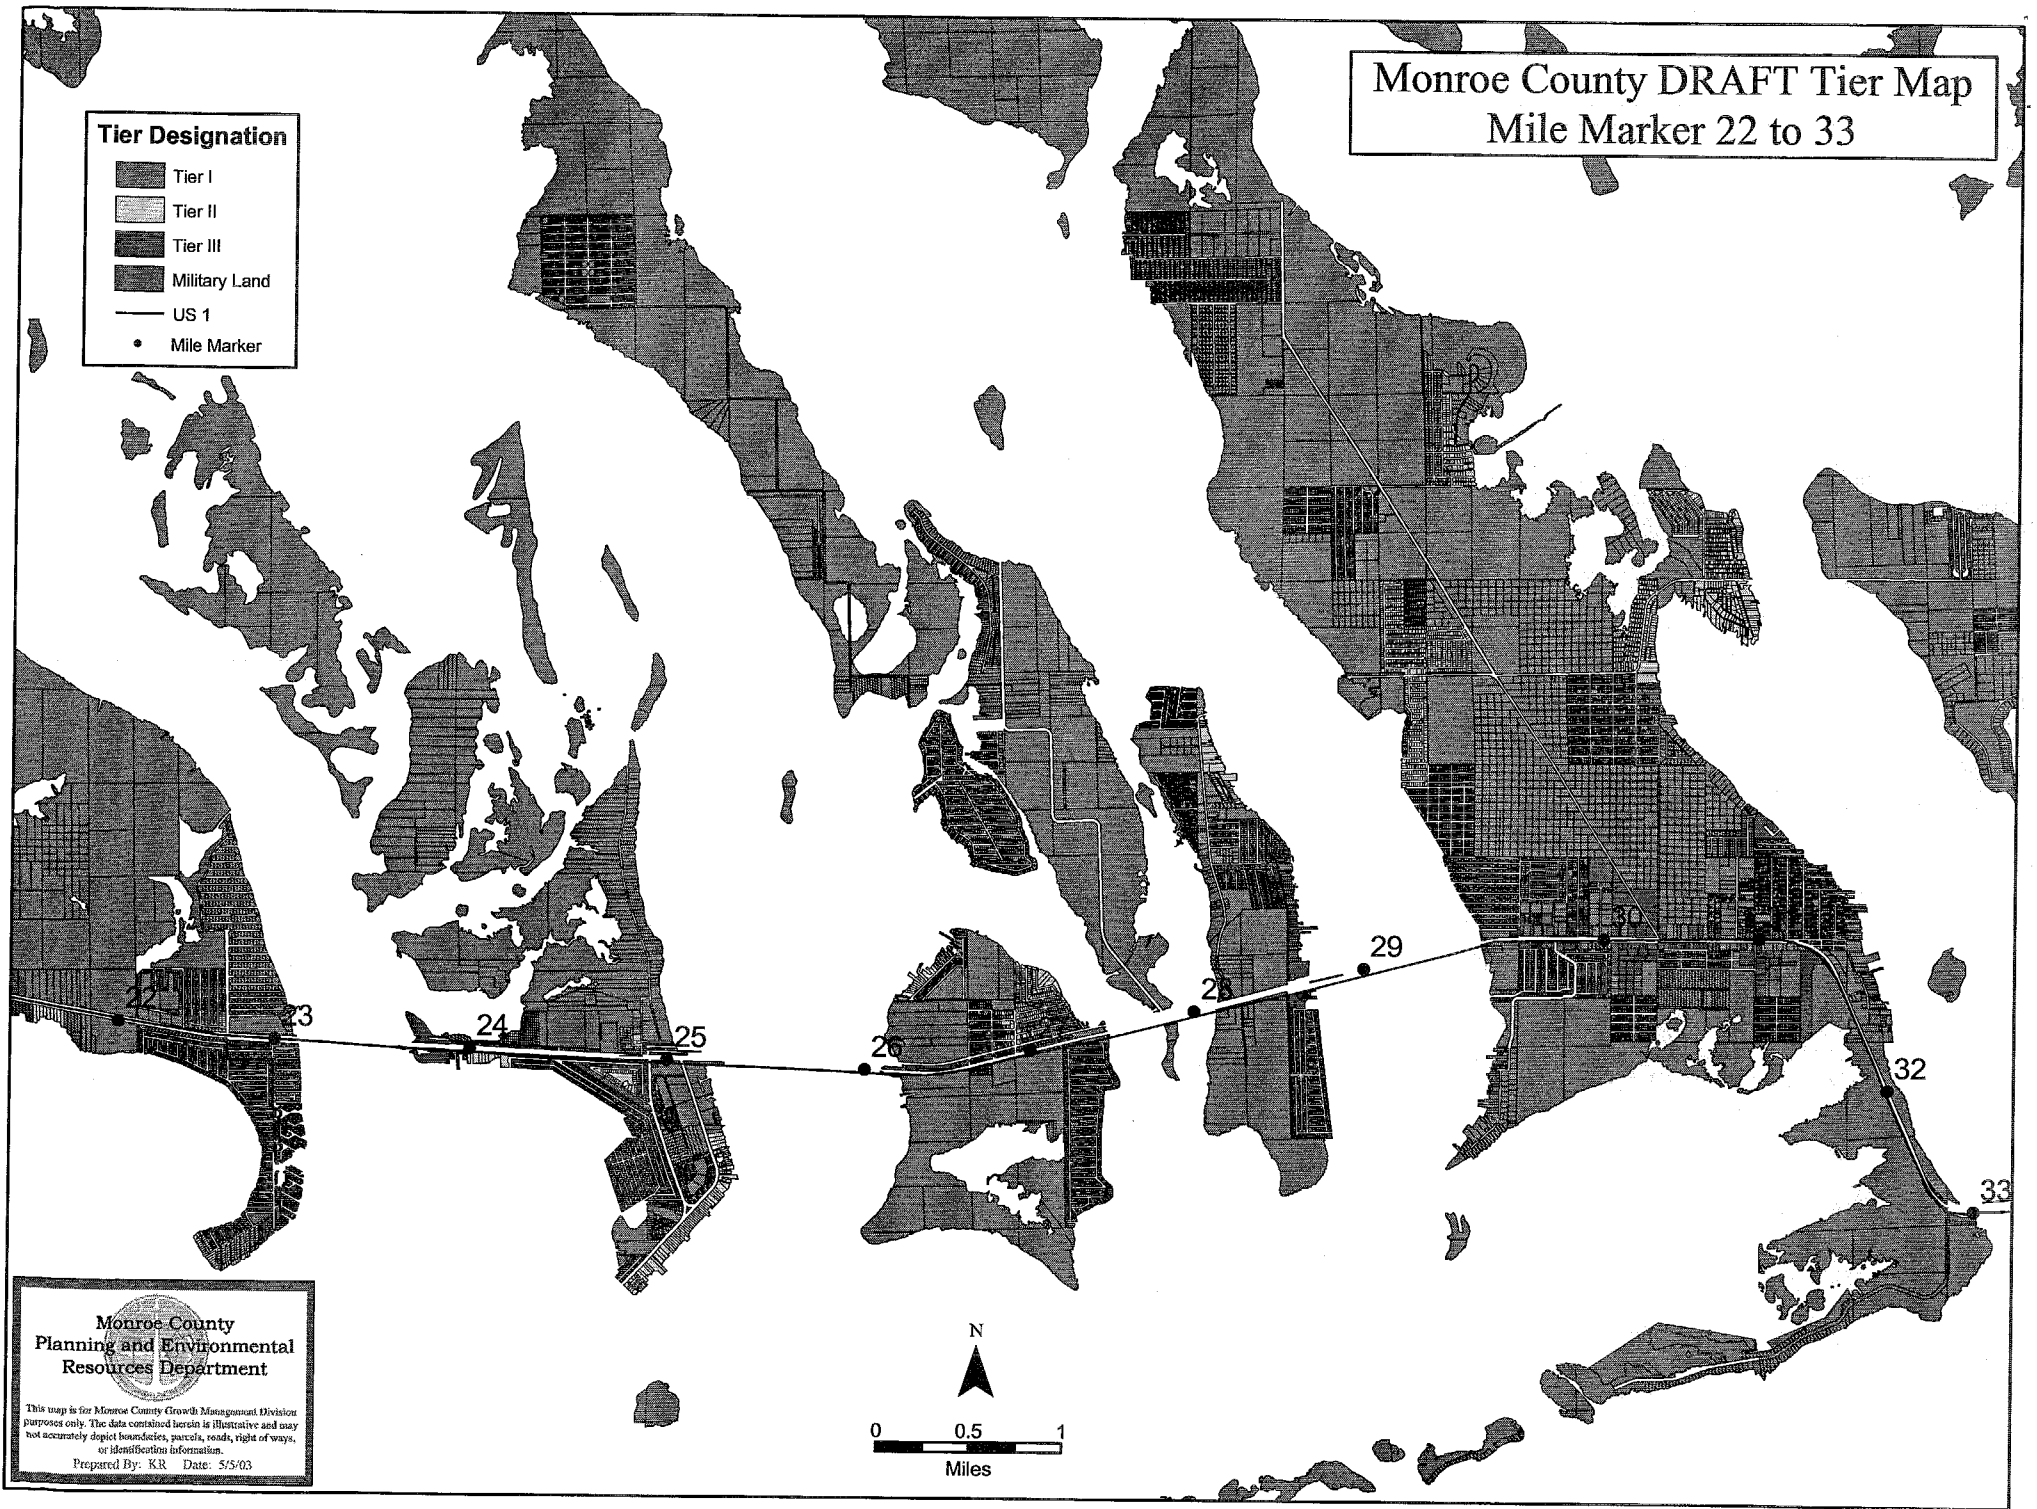 Monroe County DRAFT Tier Map
Mile Marker 22 to 33
Tier Designation
Tier I
Tier II
Tier III
Military Land
US 1
Mile Marker
22
23
24
25
26
28
29
30
32
33
Monroe County
Planning and Environmental
Resources Department
This map is for Monroe County Growth Management Division
purposes only. The data contained herein is illustrative and may
not accurately depict boundaries, parcels, roads, right of ways,
or identification information.
Prepared By: KR Date: 5/5/03
N
0 0.5 1
Miles